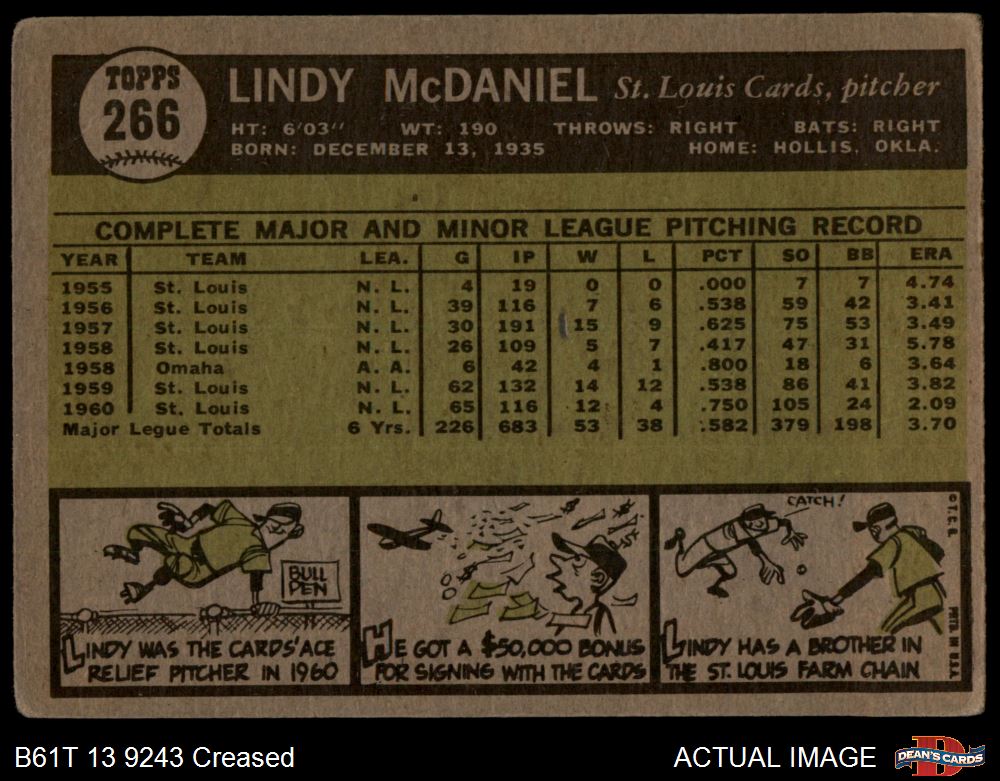 TOPPS
266
LINDY McDANIEL St. Louis Cards, pitcher
HT: 6'03" WT: 190 THROWS: RIGHT BATS: RIGHT
BORN: DECEMBER 13, 1935 HOME: HOLLIS, OKLA.
COMPLETE MAJOR AND MINOR LEAGUE PITCHING RECORD
YEAR TEAM LEA. G IP W L PCT SO BB ERA
1955 St. Louis N. L. 4 19 0 0 .000 7 7 4.74
1956 St. Louis N. L. 39 116 7 6 .538 59 42 3.41
1957 St. Louis N. L. 30 191 15 9 .625 75 53 3.49
1958 St. Louis N. L. 26 109 5 7 .417 47 31 5.78
1958 Omaha A. A. 6 42 4 1 .800 18 6 3.64
1959 St. Louis N. L. 62 132 14 12 .538 86 41 3.82
1960 St. Louis N. L. 65 116 12 4 .750 105 24 2.09
Major Legue Totals 6 Yrs. 226 683 53 38 .582 379 198 3.70
BULL
PEN
LINDY WAS THE CARDS' ACE
RELIEF PITCHER IN 1960
HE GOT A $50,000 BONUS
FOR SIGNING WITH THE CARDS
CATCH!
LINDY HAS A BROTHER IN
THE ST. LOUIS FARM CHAIN
© T.C.G. PRTD. IN U.S.A.
B61T 13 9243 Creased
ACTUAL IMAGE
DEAN'S CARDS